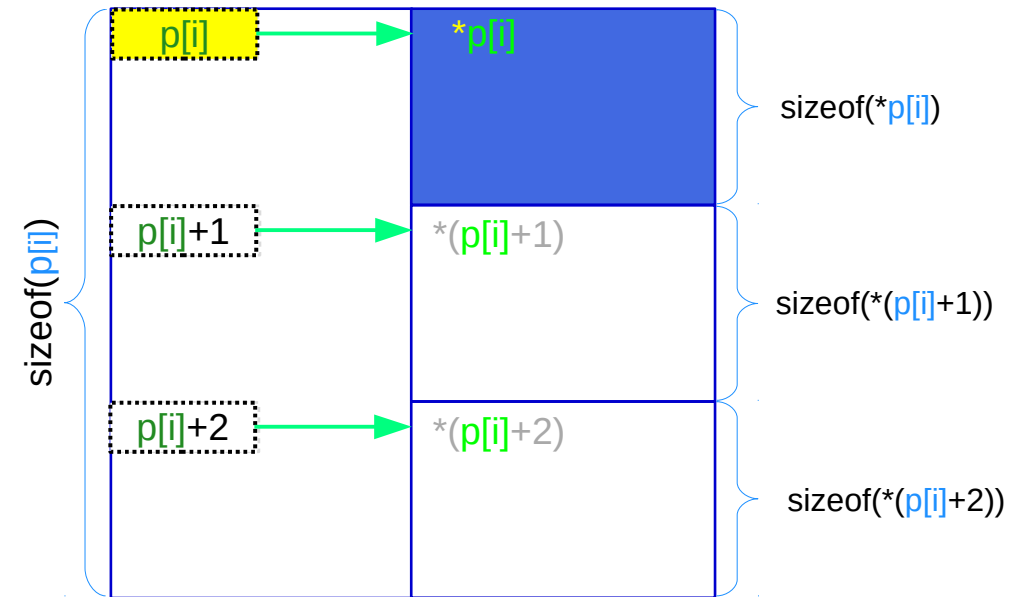 p[i]
*p[i]
sizeof(*p[i])
p[i]+1
*(p[i]+1)
sizeof(p[i])
sizeof(*(p[i]+1))
p[i]+2
*(p[i]+2)
sizeof(*(p[i]+2))